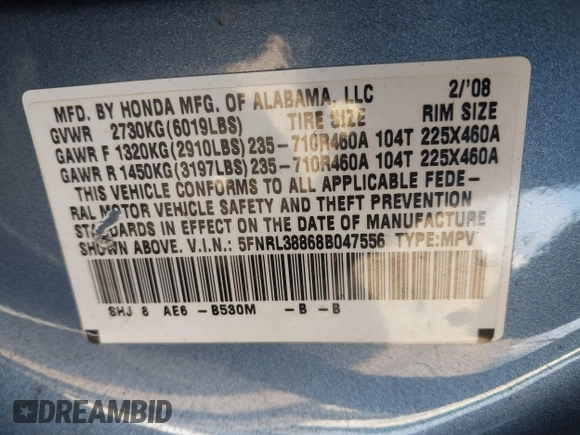 MFD. BY HONDA MFG. OF ALABAMA, LLC 2/'08
GVWR 2730KG(6019LBS) TIRE SIZE RIM SIZE
GAWR F 1320KG(2910LBS)235-710R460A 104T 225X460A
GAWR R 1450KG(3197LBS)235-710R460A 104T 225X460A
THIS VEHICLE CONFORMS TO ALL APPLICABLE FEDE-
RAL MOTOR VEHICLE SAFETY AND THEFT PREVENTION
STANDARDS IN EFFECT ON THE DATE OF MANUFACTURE
SHOWN ABOVE. V.I.N.: 5FNRL38868B047556 TYPE:MPV
SHJ 8 AE6 -B530M -B -B
DREAMBID